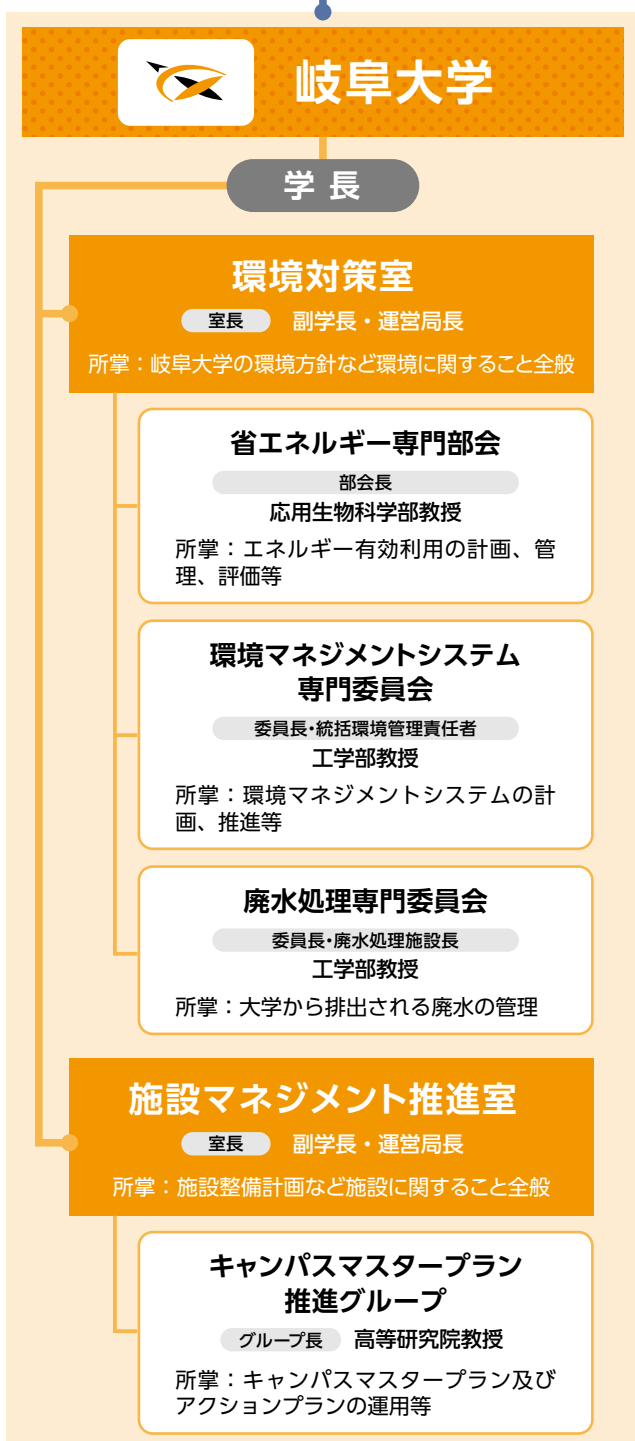 岐阜大学
学長
環境対策室
室長 副学長・運営局長
所掌：岐阜大学の環境方針など環境に関すること全般
省エネルギー専門部会
部会長
応用生物科学部教授
所掌：エネルギー有効利用の計画、管
理、評価等
環境マネジメントシステム
専門委員会
委員長・統括環境管理責任者
工学部教授
所掌：環境マネジメントシステムの計
画、推進等
廃水処理専門委員会
委員長・廃水処理施設長
工学部教授
所掌：大学から排出される廃水の管理
施設マネジメント推進室
室長 副学長・運営局長
所掌：施設整備計画など施設に関すること全般
キャンパスマスタープラン
推進グループ
グループ長 高等研究院教授
所掌：キャンパスマスタープラン及び
アクションプランの運用等